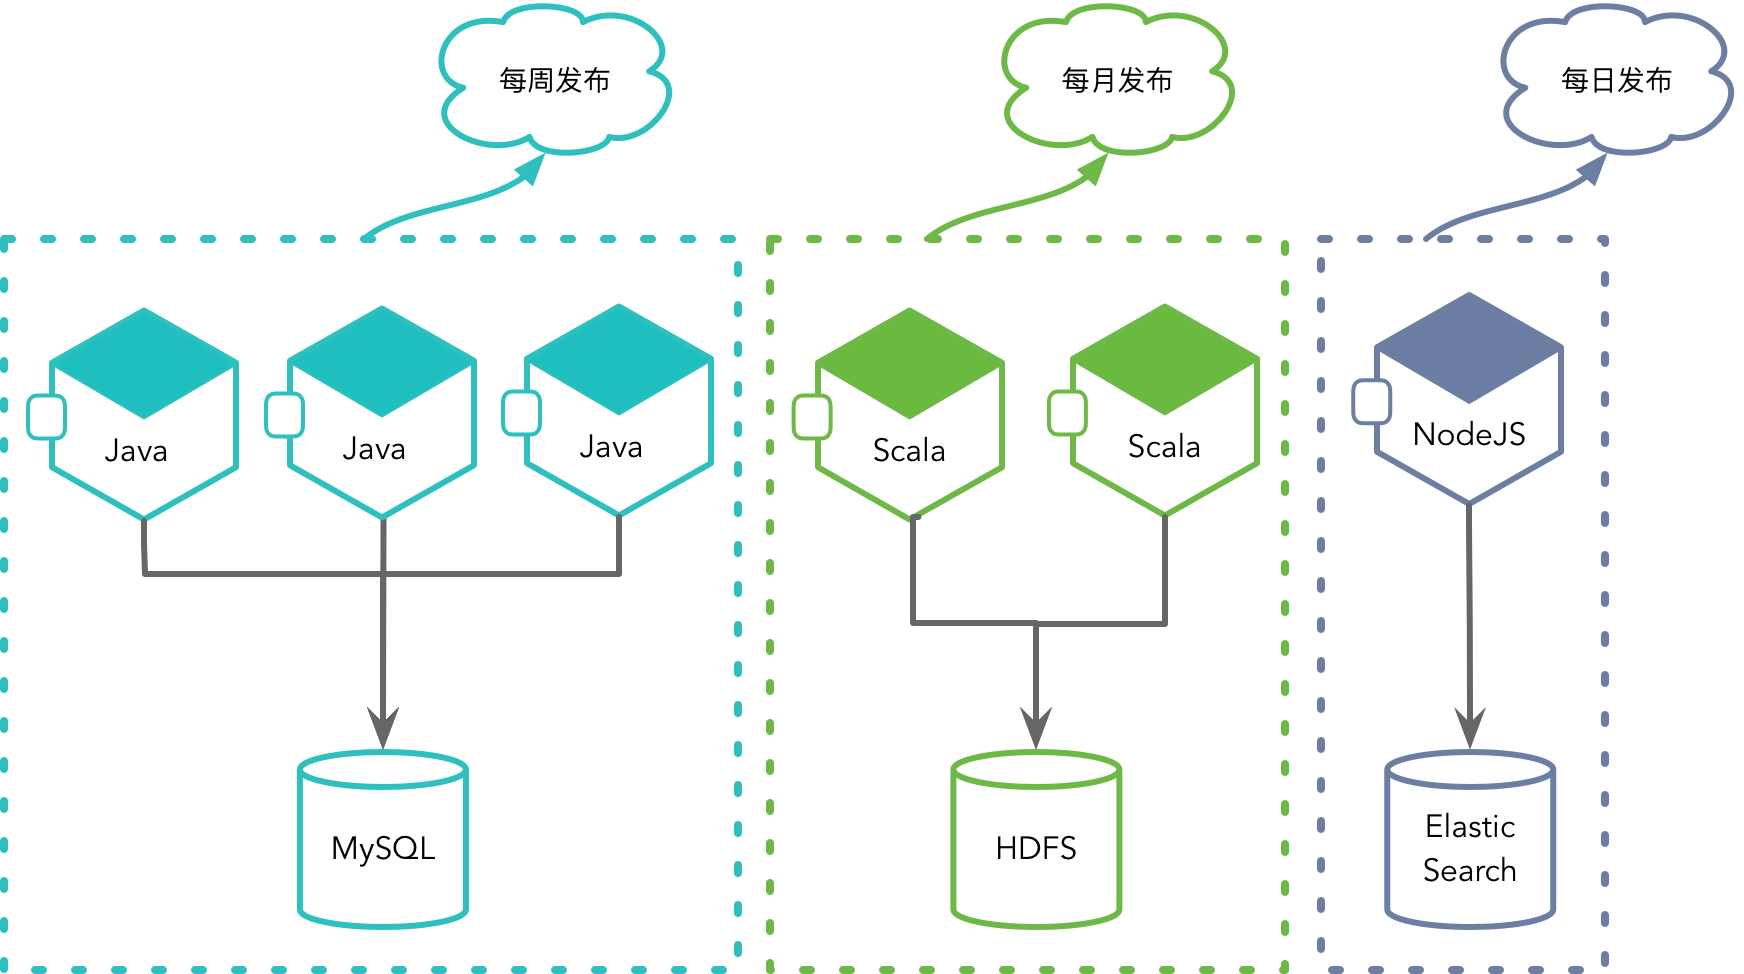 每周发布
每月发布
每日发布
Java
Java
Java
Scala
Scala
NodeJS
MySQL
HDFS
Elastic
Search